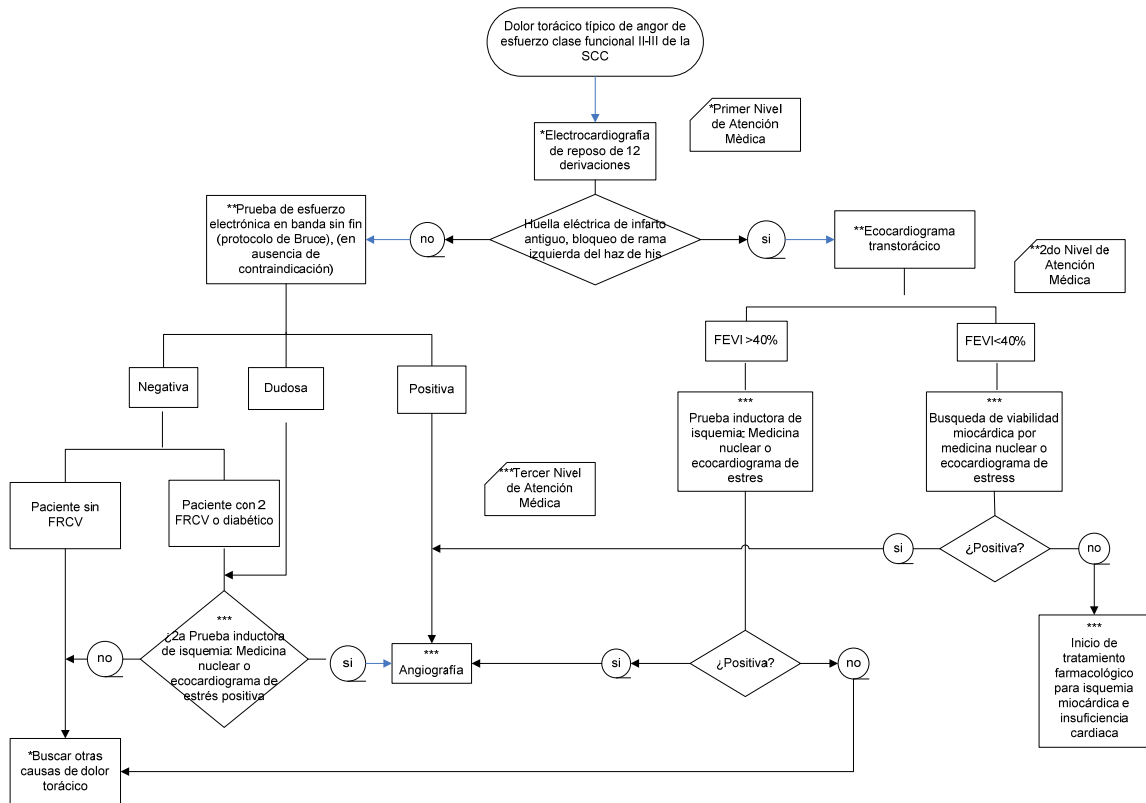 Dolor torácico típico de angor de
esfuerzo clase funcional II-III de la
SCC
*Primer Nivel
de Atención
Mèdica
*Electrocardiografía
de reposo de 12
derivaciones
**Prueba de esfuerzo
electrónica en banda sin fin
(protocolo de Bruce), (en
ausencia de
contraindicación)
no
Huella eléctrica de infarto
antiguo, bloqueo de rama
izquierda del haz de his
si
**Ecocardiograma
transtorácico
**2do Nivel de
Atención
Médica
FEVI >40%
FEVI<40%
Negativa
Dudosa
Positiva
***
Prueba inductora de
isquemia: Medicina
nuclear o
ecocardiograma de
estres
***
Busqueda de viabilidad
miocárdica por
medicina nuclear o
ecocardiograma de
estress
***Tercer Nivel
de Atención
Médica
Paciente sin
FRCV
Paciente con 2
FRCV o diabético
si
¿Positiva?
no
***
¿2a Prueba inductora
de isquemia: Medicina
nuclear o
ecocardiograma de
estrés positiva
no
si
***
Angiografía
si
¿Positiva?
no
***
Inicio de
tratamiento
farmacológico
para isquemia
miocárdica e
insuficiencia
cardiaca
*Buscar otras
causas de dolor
torácico